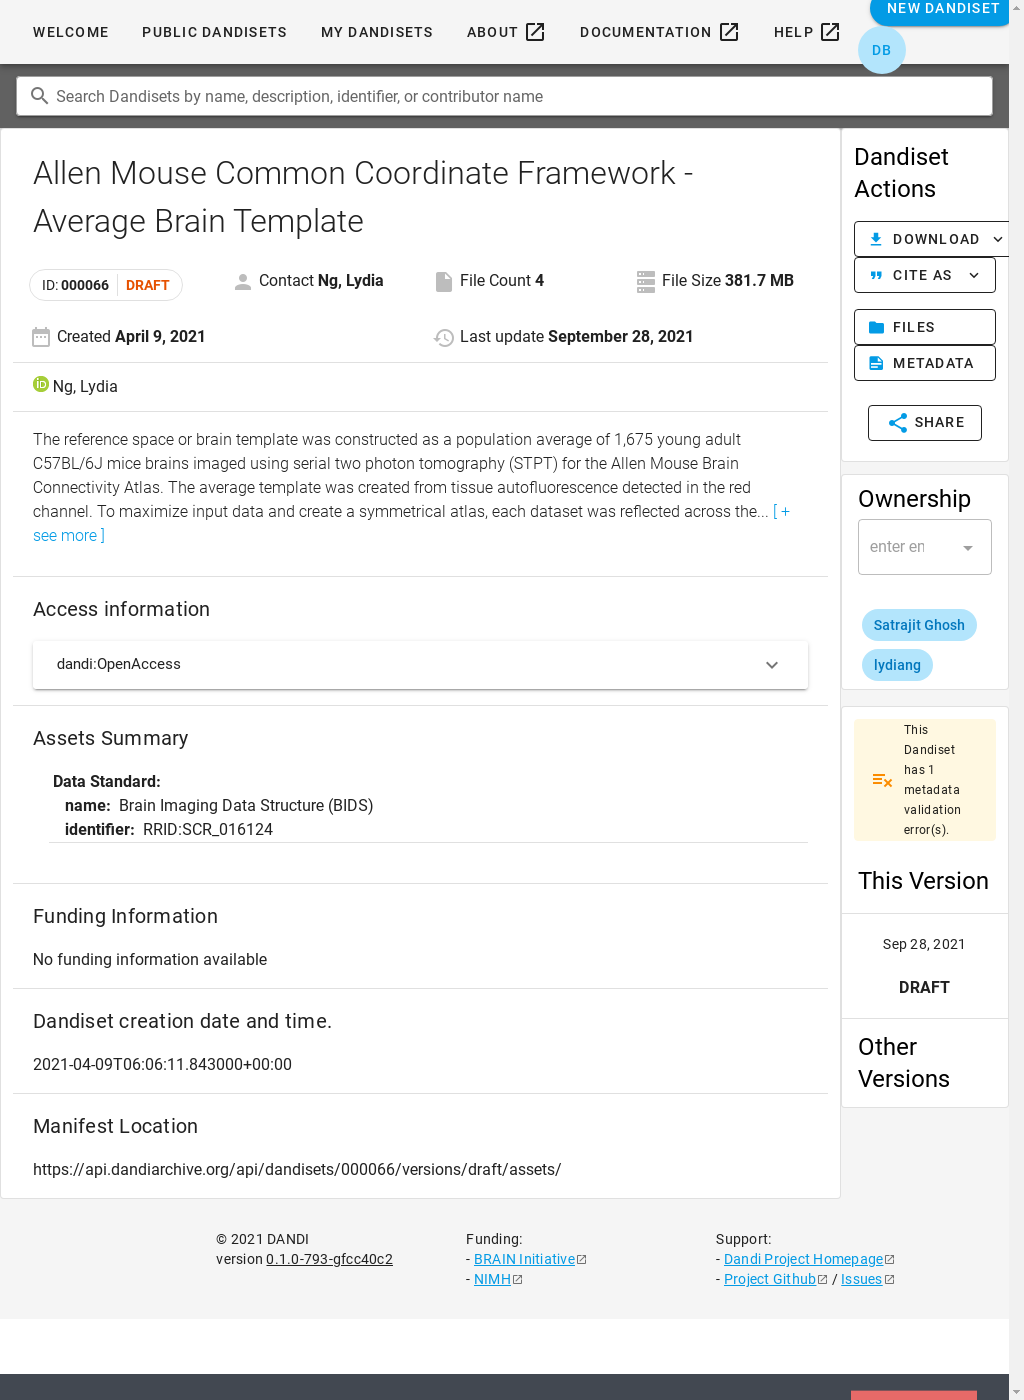 WELCOME PUBLIC DANDISETS MY DANDISETS ABOUT DOCUMENTATION HELP NEW DANDISET
DB
Search Dandisets by name, description, identifier, or contributor name
Allen Mouse Common Coordinate Framework -
Average Brain Template
ID: 000066 DRAFT
Contact Ng, Lydia
File Count 4
File Size 381.7 MB
Created April 9, 2021
Last update September 28, 2021
Ng, Lydia
The reference space or brain template was constructed as a population average of 1,675 young adult
C57BL/6J mice brains imaged using serial two photon tomography (STPT) for the Allen Mouse Brain
Connectivity Atlas. The average template was created from tissue autofluorescence detected in the red
channel. To maximize input data and create a symmetrical atlas, each dataset was reflected across the... [ +
see more ]
Access information
dandi:OpenAccess
Assets Summary
Data Standard:
name: Brain Imaging Data Structure (BIDS)
identifier: RRID:SCR_016124
Funding Information
No funding information available
Dandiset creation date and time.
2021-04-09T06:06:11.843000+00:00
Manifest Location
https://api.dandiarchive.org/api/dandisets/000066/versions/draft/assets/
Dandiset
Actions
DOWNLOAD
CITE AS
FILES
METADATA
SHARE
Ownership
enter en
Satrajit Ghosh
lydiang
This
Dandiset
has 1
metadata
validation
error(s).
This Version
Sep 28, 2021
DRAFT
Other
Versions
© 2021 DANDI
version 0.1.0-793-gfcc40c2
Funding:
- BRAIN Initiative
- NIMH
Support:
- Dandi Project Homepage
- Project Github / Issues